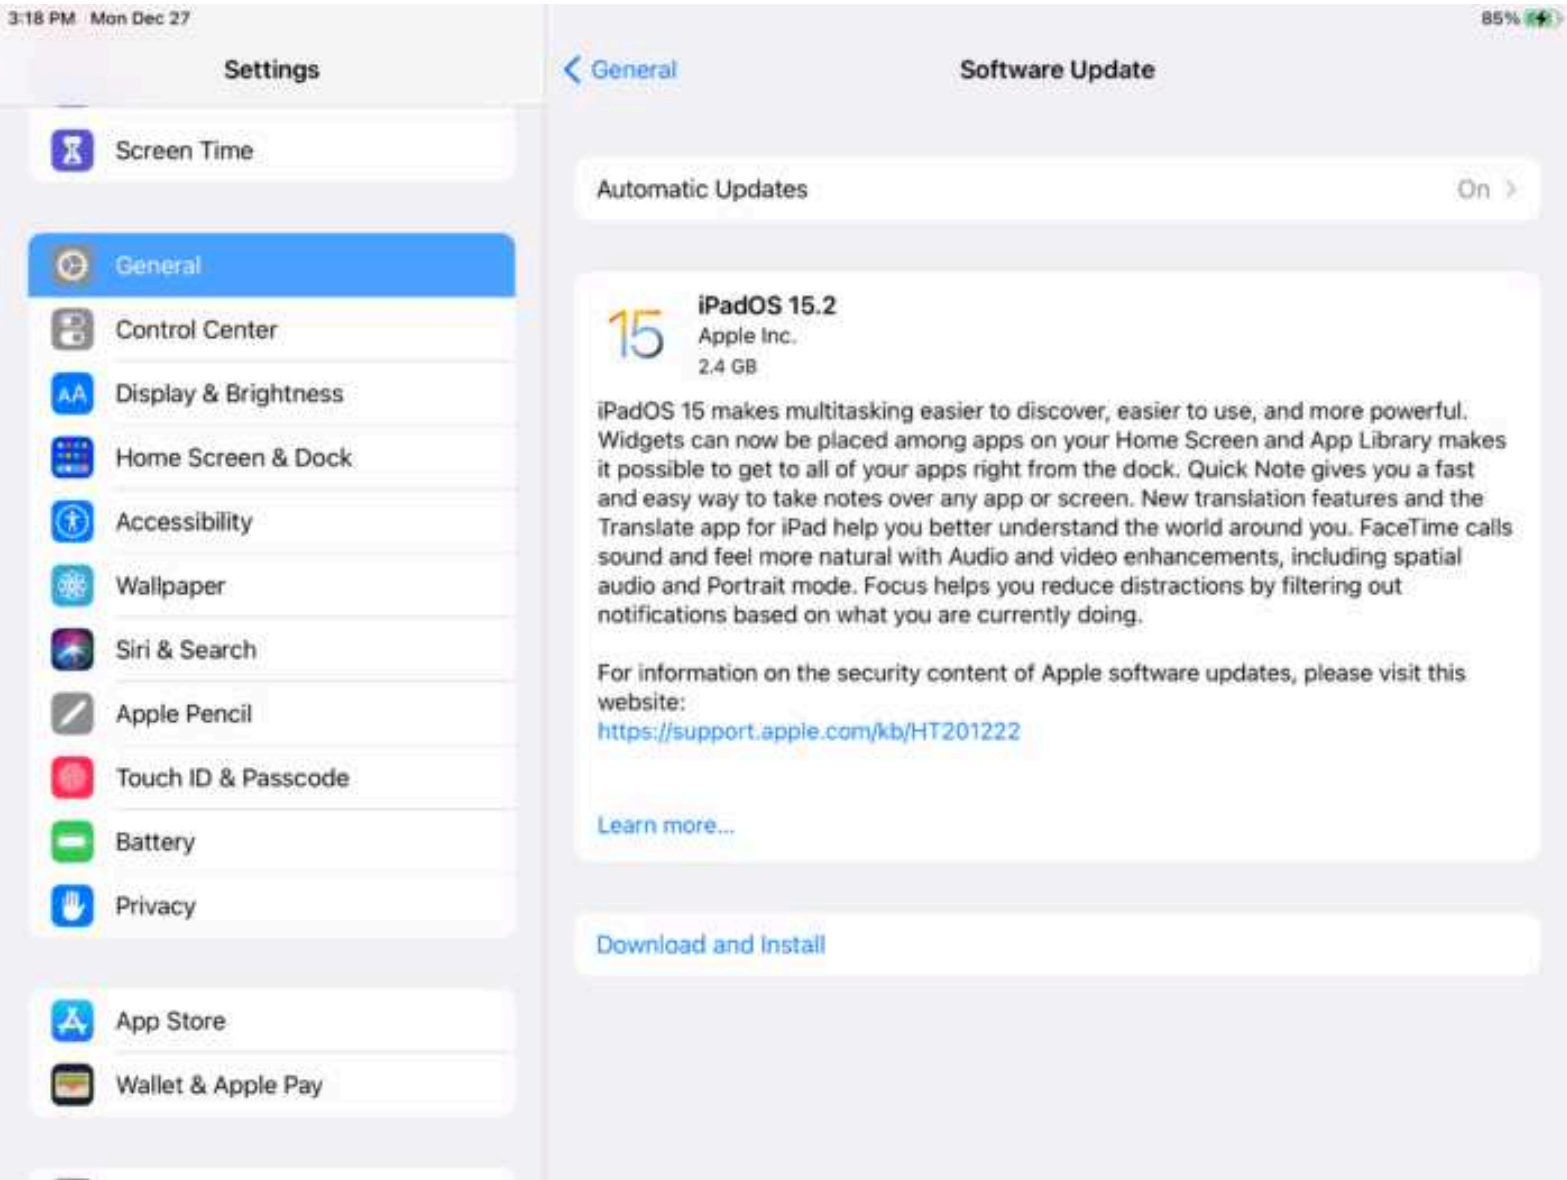 3:18 PM Mon Dec 27
85%
Settings
Screen Time
General
Control Center
Display & Brightness
AA
Home Screen & Dock
Accessibility
Wallpaper
Siri & Search
Apple Pencil
Touch ID & Passcode
Battery
Privacy
App Store
Wallet & Apple Pay
General
Software Update
Automatic Updates
On
15
iPadOS 15.2
Apple Inc.
2.4 GB
iPadOS 15 makes multitasking easier to discover, easier to use, and more powerful.
Widgets can now be placed among apps on your Home Screen and App Library makes
it possible to get to all of your apps right from the dock. Quick Note gives you a fast
and easy way to take notes over any app or screen. New translation features and the
Translate app for iPad help you better understand the world around you. FaceTime calls
sound and feel more natural with Audio and video enhancements, including spatial
audio and Portrait mode. Focus helps you reduce distractions by filtering out
notifications based on what you are currently doing.
For information on the security content of Apple software updates, please visit this
website:
https://support.apple.com/kb/HT201222
Learn more...
Download and Install